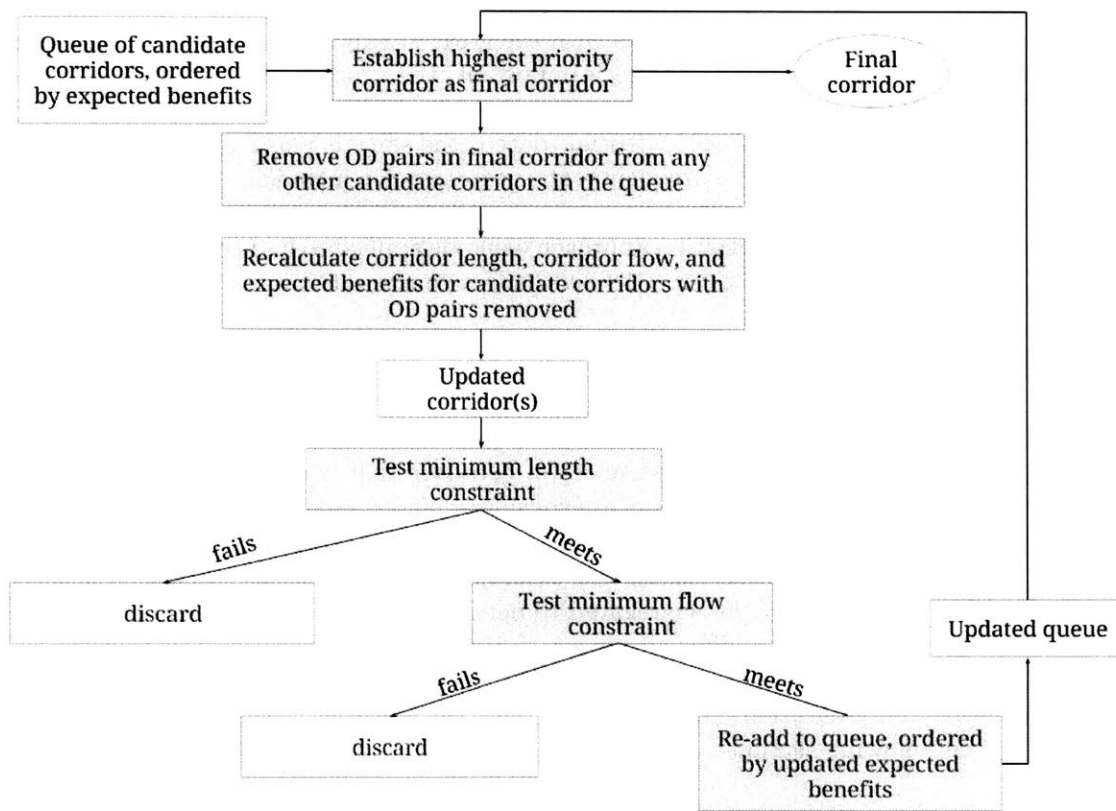 Queue of candidate
corridors, ordered
by expected benefits
Establish highest priority
corridor as final corridor
Final
corridor
Remove OD pairs in final corridor from any
other candidate corridors in the queue
Recalculate corridor length, corridor flow, and
expected benefits for candidate corridors with
OD pairs removed
Updated
corridor(s)
Test minimum length
constraint
fails
meets
discard
Test minimum flow
constraint
Updated queue
fails
meets
discard
Re-add to queue, ordered
by updated expected
benefits